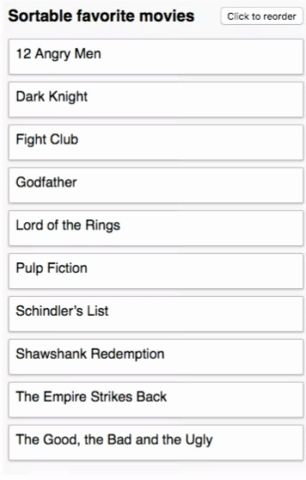 Sortable favorite movies
Click to reorder
12 Angry Men
Dark Knight
Fight Club
Godfather
Lord of the Rings
Pulp Fiction
Schindler's List
Shawshank Redemption
The Empire Strikes Back
The Good, the Bad and the Ugly